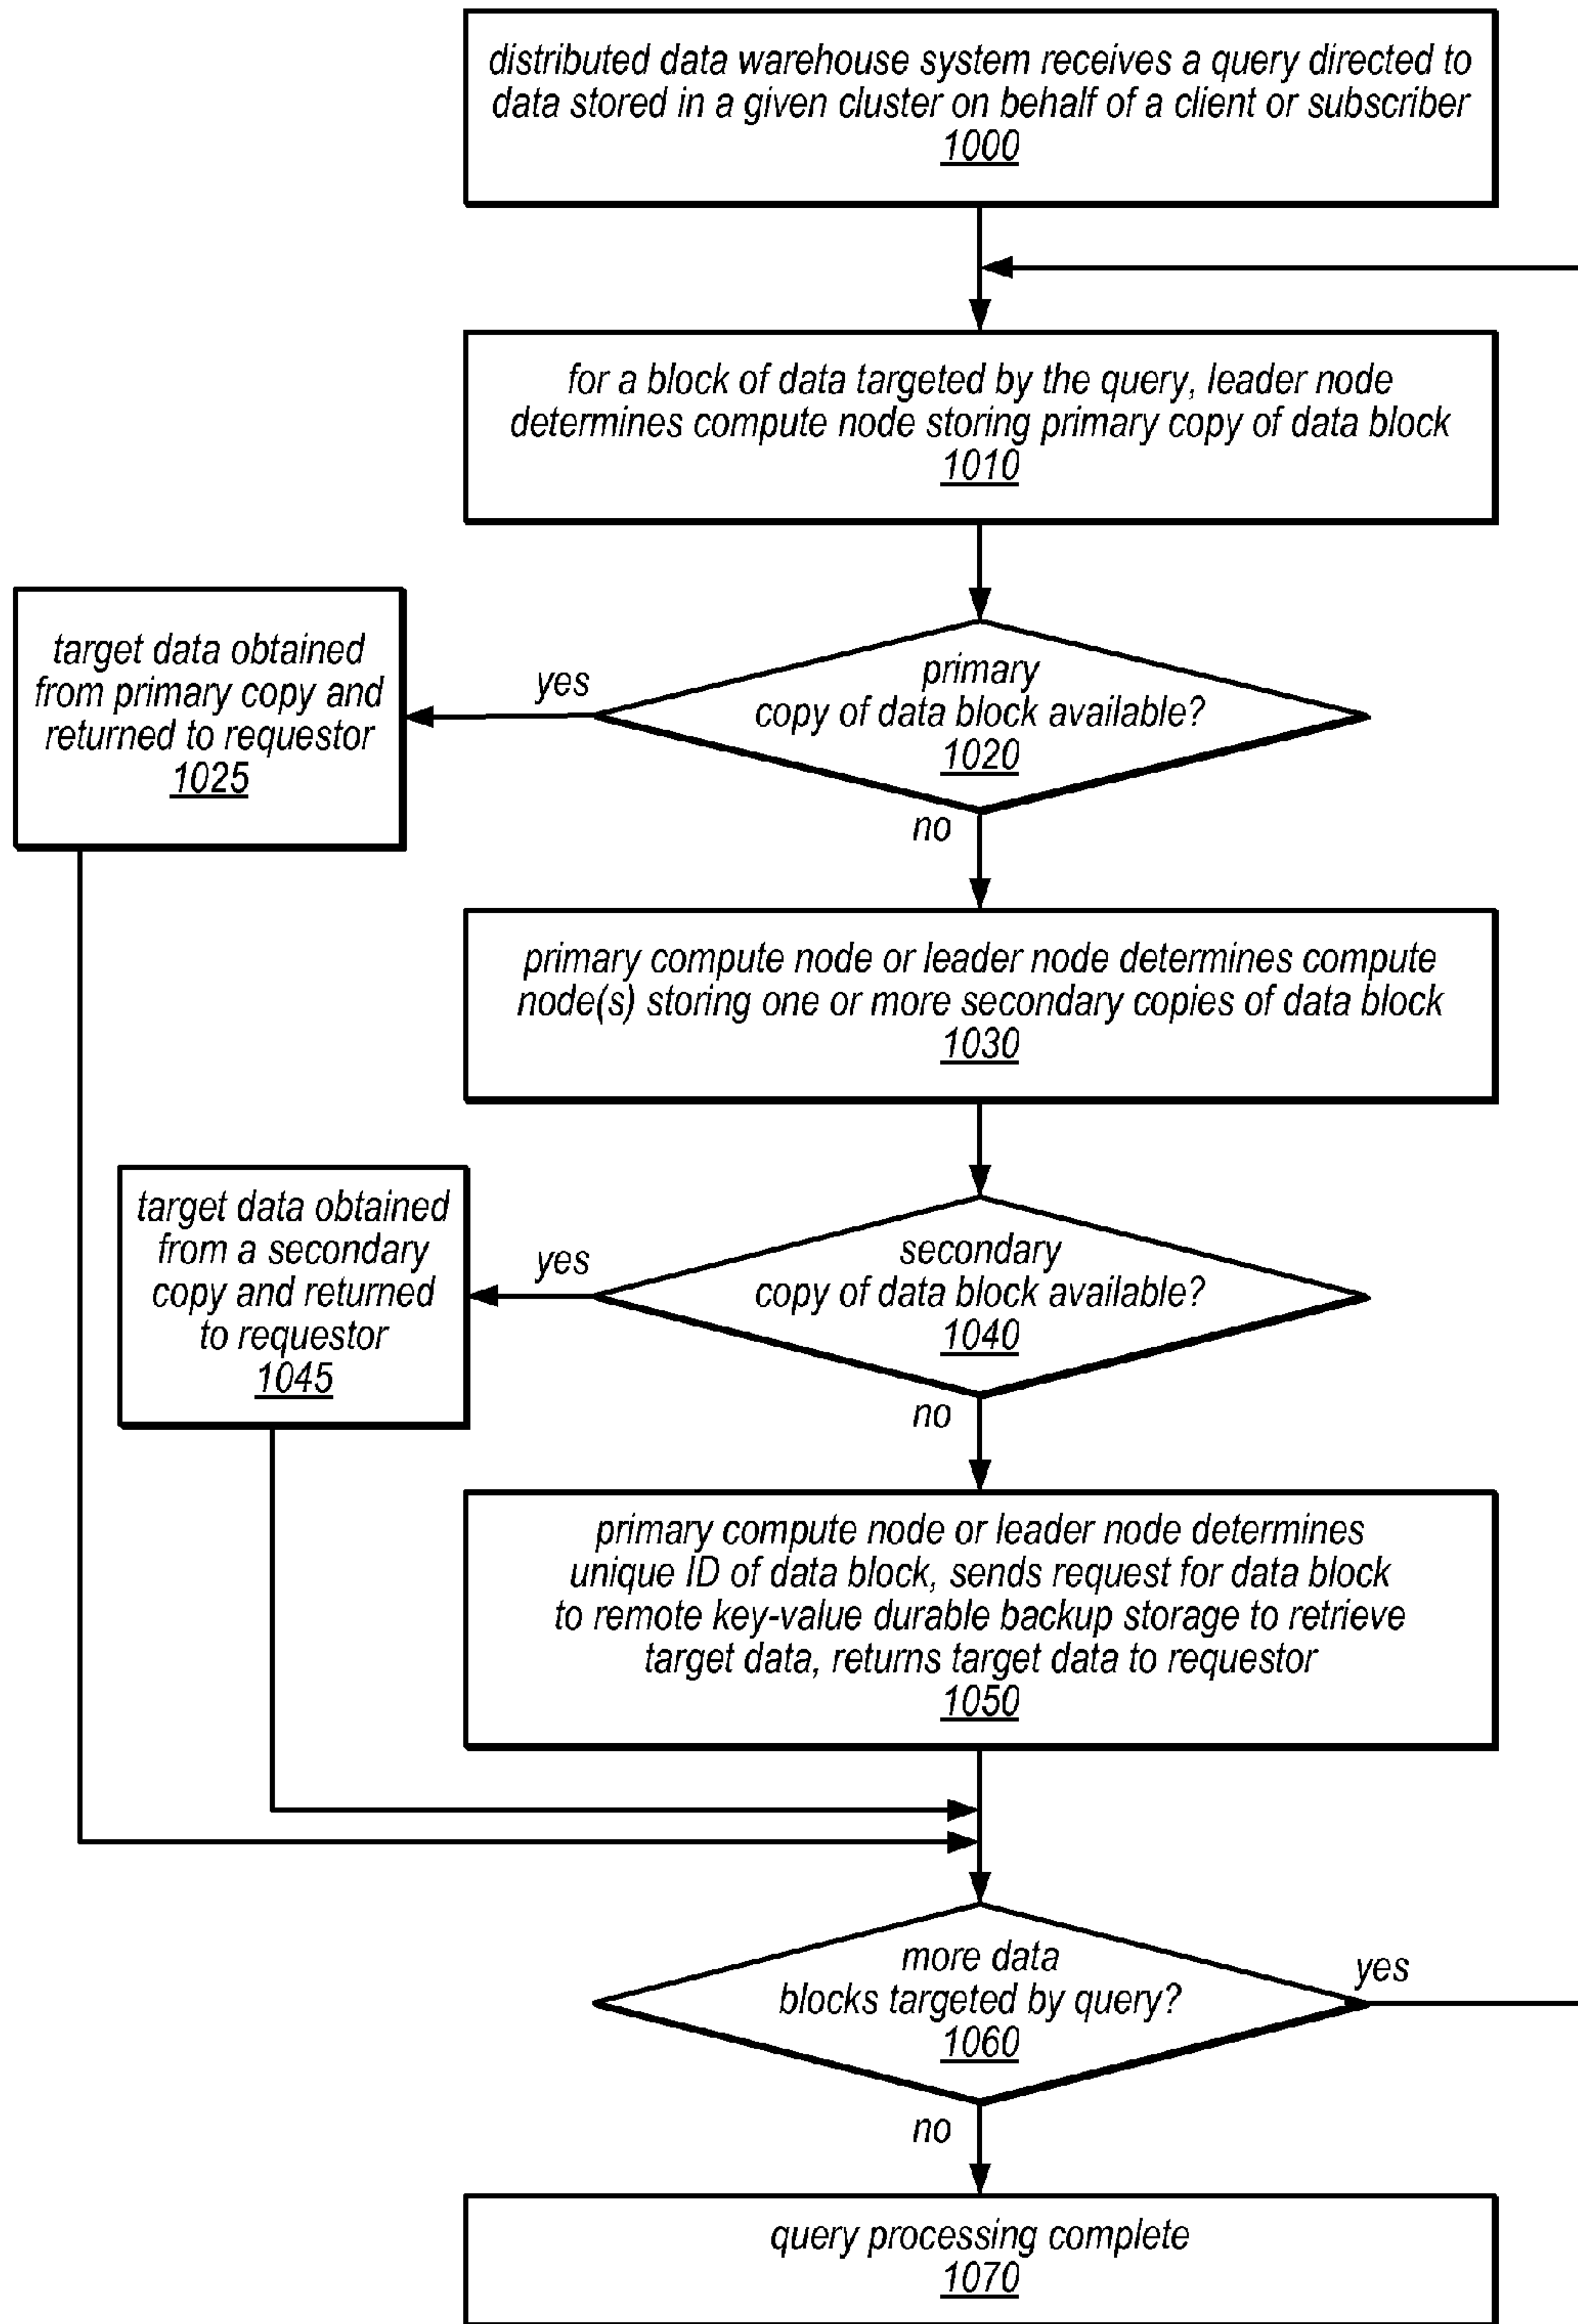 distributed data warehouse system receives a query directed to
data stored in a given cluster on behalf of a client or subscriber
1000
for a block of data targeted by the query, leader node
determines compute node storing primary copy of data block
1010
target data obtained
from primary copy and
returned to requestor
1025
yes
primary
copy of data block available?
1020
no
primary compute node or leader node determines compute
node(s) storing one or more secondary copies of data block
1030
target data obtained
from a secondary
copy and returned
to requestor
1045
yes
secondary
copy of data block available?
1040
no
primary compute node or leader node determines
unique ID of data block, sends request for data block
to remote key-value durable backup storage to retrieve
target data, returns target data to requestor
1050
more data
blocks targeted by query?
1060
yes
no
query processing complete
1070